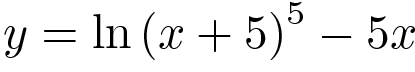 y = ln (x + 5)⁵ − 5x